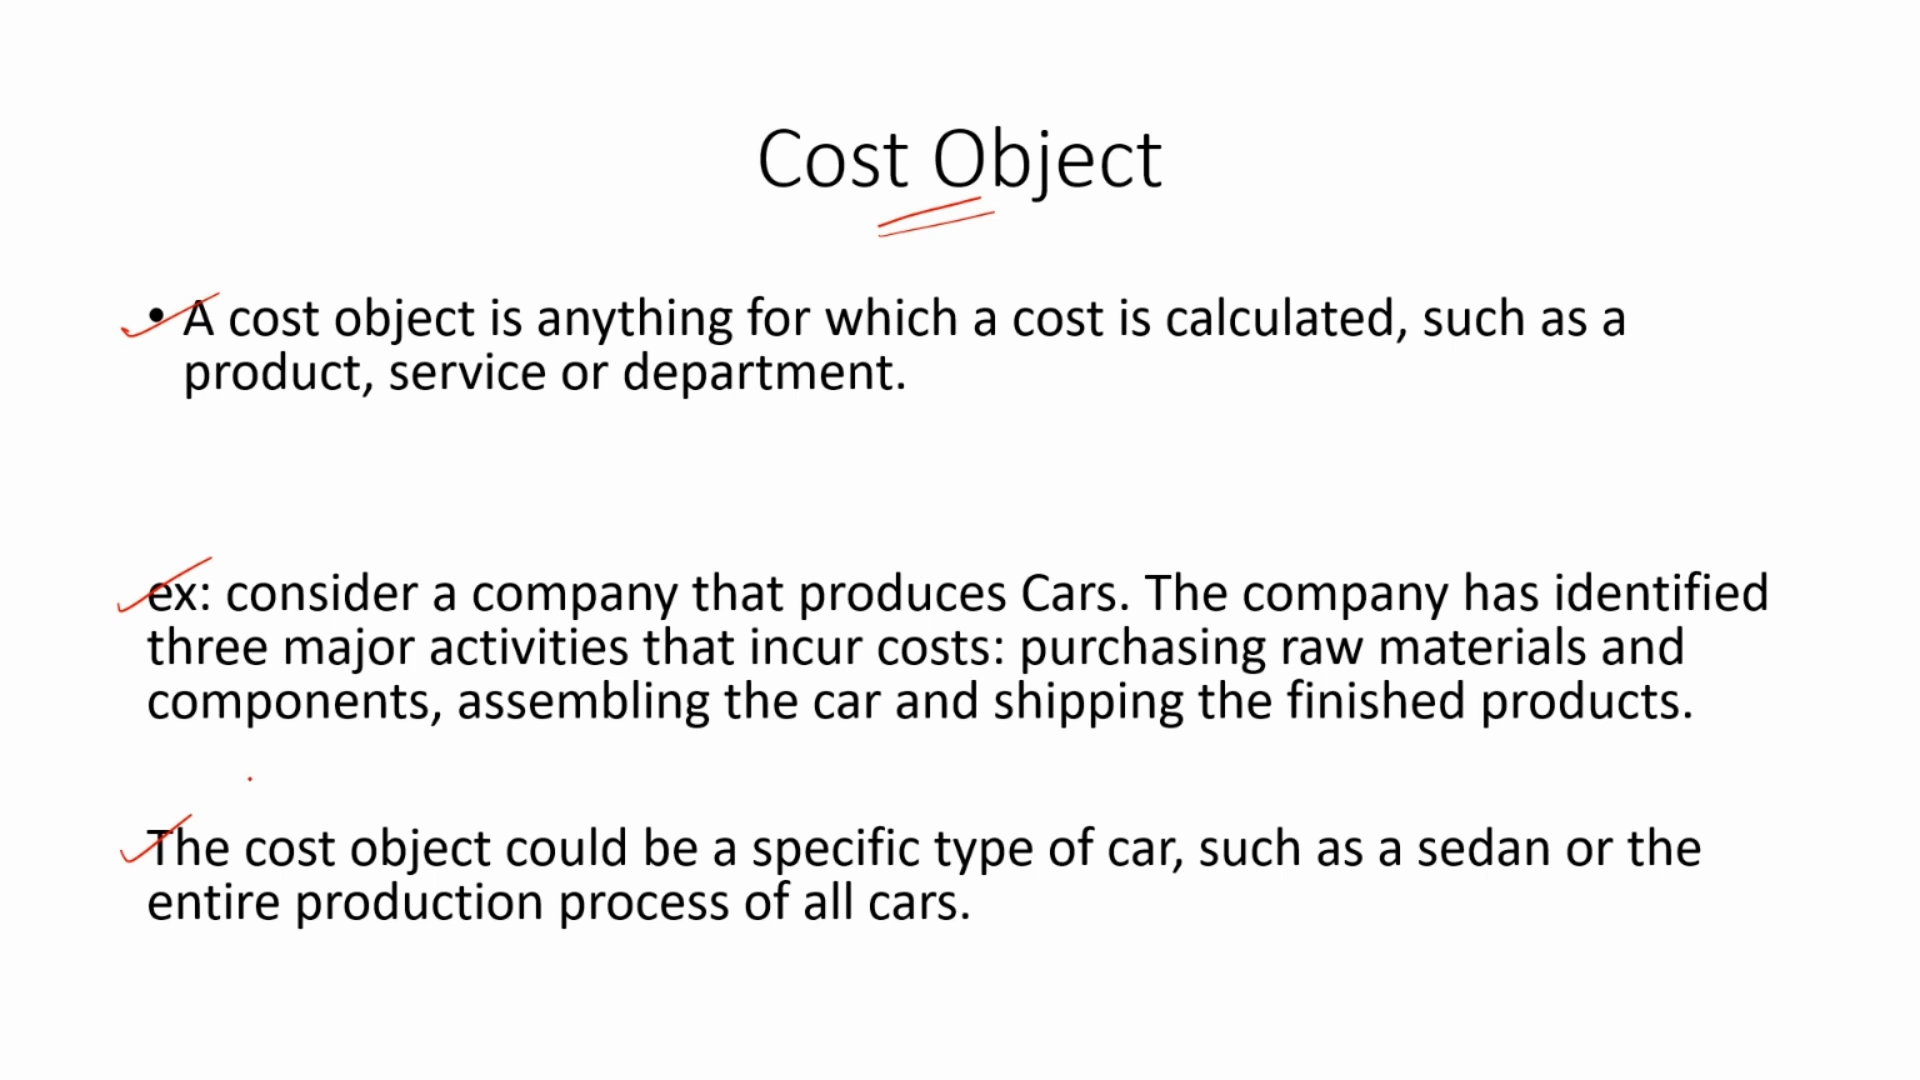 Cost Object
• A cost object is anything for which a cost is calculated, such as a
product, service or department.
ex: consider a company that produces Cars. The company has identified
three major activities that incur costs: purchasing raw materials and
components, assembling the car and shipping the finished products.
The cost object could be a specific type of car, such as a sedan or the
entire production process of all cars.